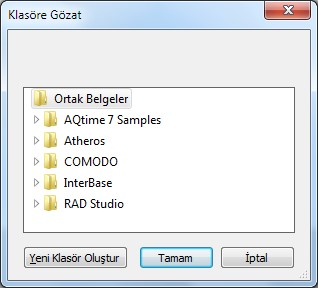 Klasöre Gözat
Ortak Belgeler
AQtime 7 Samples
Atheros
COMODO
InterBase
RAD Studio
Yeni Klasör Oluştur Tamam İptal